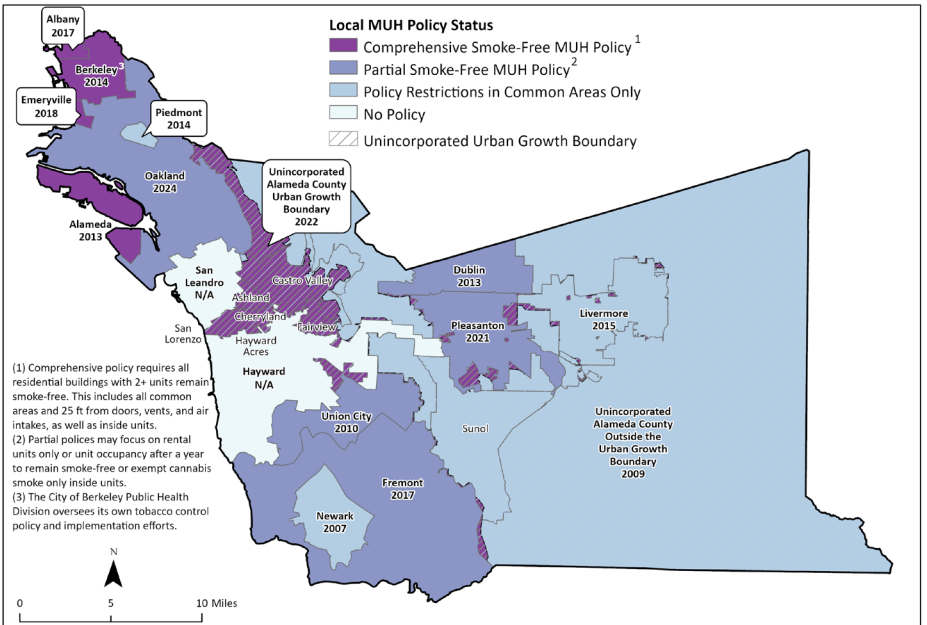 Local MUH Policy Status
Comprehensive Smoke-Free MUH Policy 1
Partial Smoke-Free MUH Policy 2
Policy Restrictions in Common Areas Only
No Policy
Unincorporated Urban Growth Boundary
Albany
2017
Berkeley 3
2014
Emeryville
2018
Piedmont
2014
Oakland
2024
Unincorporated
Alameda County
Urban Growth
Boundary
2022
Alameda
2013
San
Leandro
N/A
Castro Valley
Ashland
Cherryland
Fairview
San
Lorenzo
Hayward
Acres
Hayward
N/A
Dublin
2013
Pleasanton
2021
Livermore
2015
Union City
2010
Sunol
Unincorporated
Alameda County
Outside the
Urban Growth
Boundary
2009
Fremont
2017
Newark
2007
(1) Comprehensive policy requires all
residential buildings with 2+ units remain
smoke-free. This includes all common
areas and 25 ft from doors, vents, and air
intakes, as well as inside units.
(2) Partial polices may focus on rental
units only or unit occupancy after a year
to remain smoke-free or exempt cannabis
smoke only inside units.
(3) The City of Berkeley Public Health
Division oversees its own tobacco control
policy and implementation efforts.
N
0 5 10 Miles